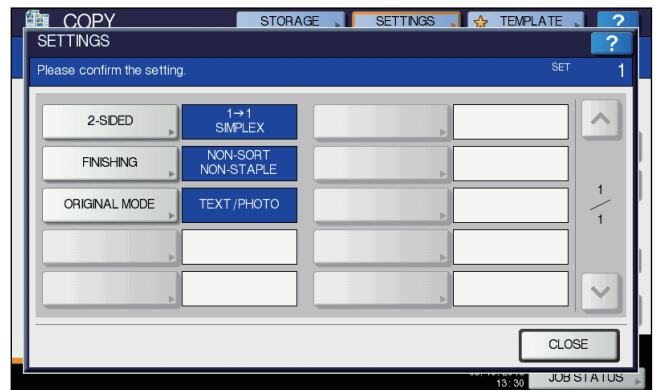 COPY
STORAGE
SETTINGS
TEMPLATE
?
SETTINGS
?
Please confirm the setting.
SET
1
2-SIDED
1→1
SIMPLEX
FINISHING
NON-SORT
NON-STAPLE
ORIGINAL MODE
TEXT/PHOTO
1
1
CLOSE
13:30
JOB STATUS